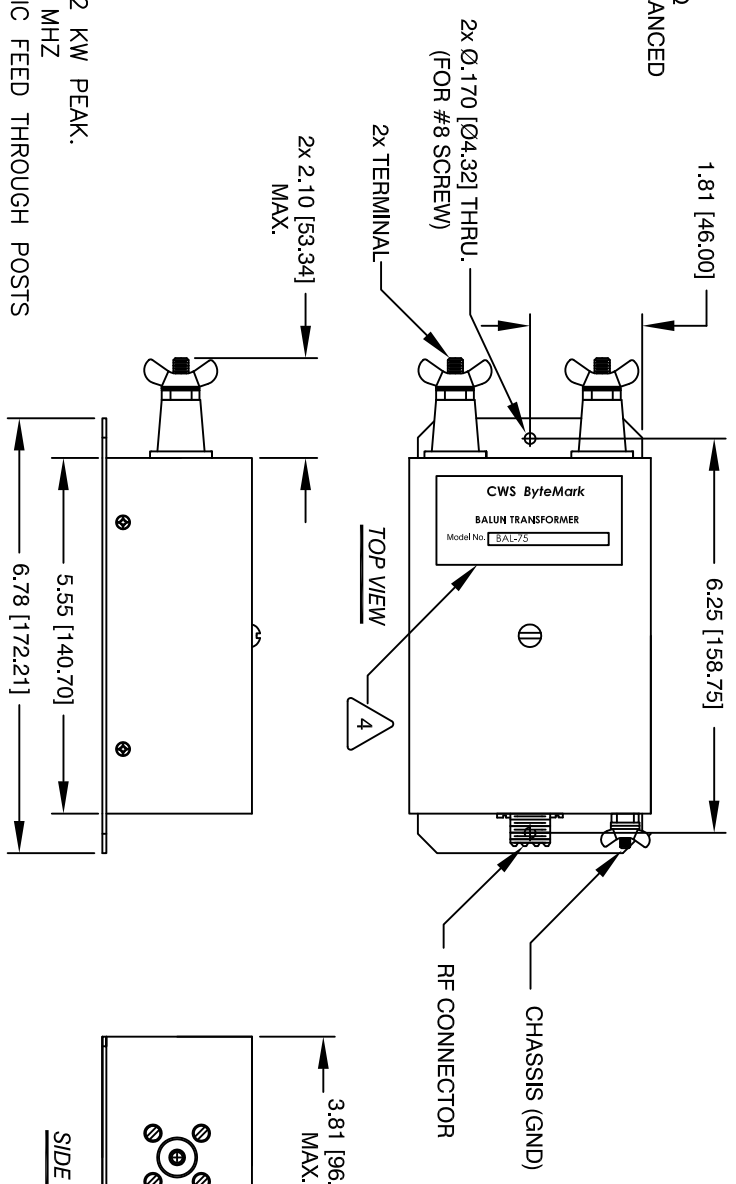 ANCED
1.81 [46.00]
6.25 [158.75]
2x Ø.170 [Ø4.32] THRU.
(FOR #8 SCREW)
2x TERMINAL
CWS ByteMark
BALUN TRANSFORMER
Model No. BAL-75
TOP VIEW
4
CHASSIS (GND)
RF CONNECTOR
2x 2.10 [53.34]
MAX.
5.55 [140.70]
6.78 [172.21]
3.81 [96.
MAX.
SIDE
2 KW PEAK.
MHZ
IC FEED THROUGH POSTS